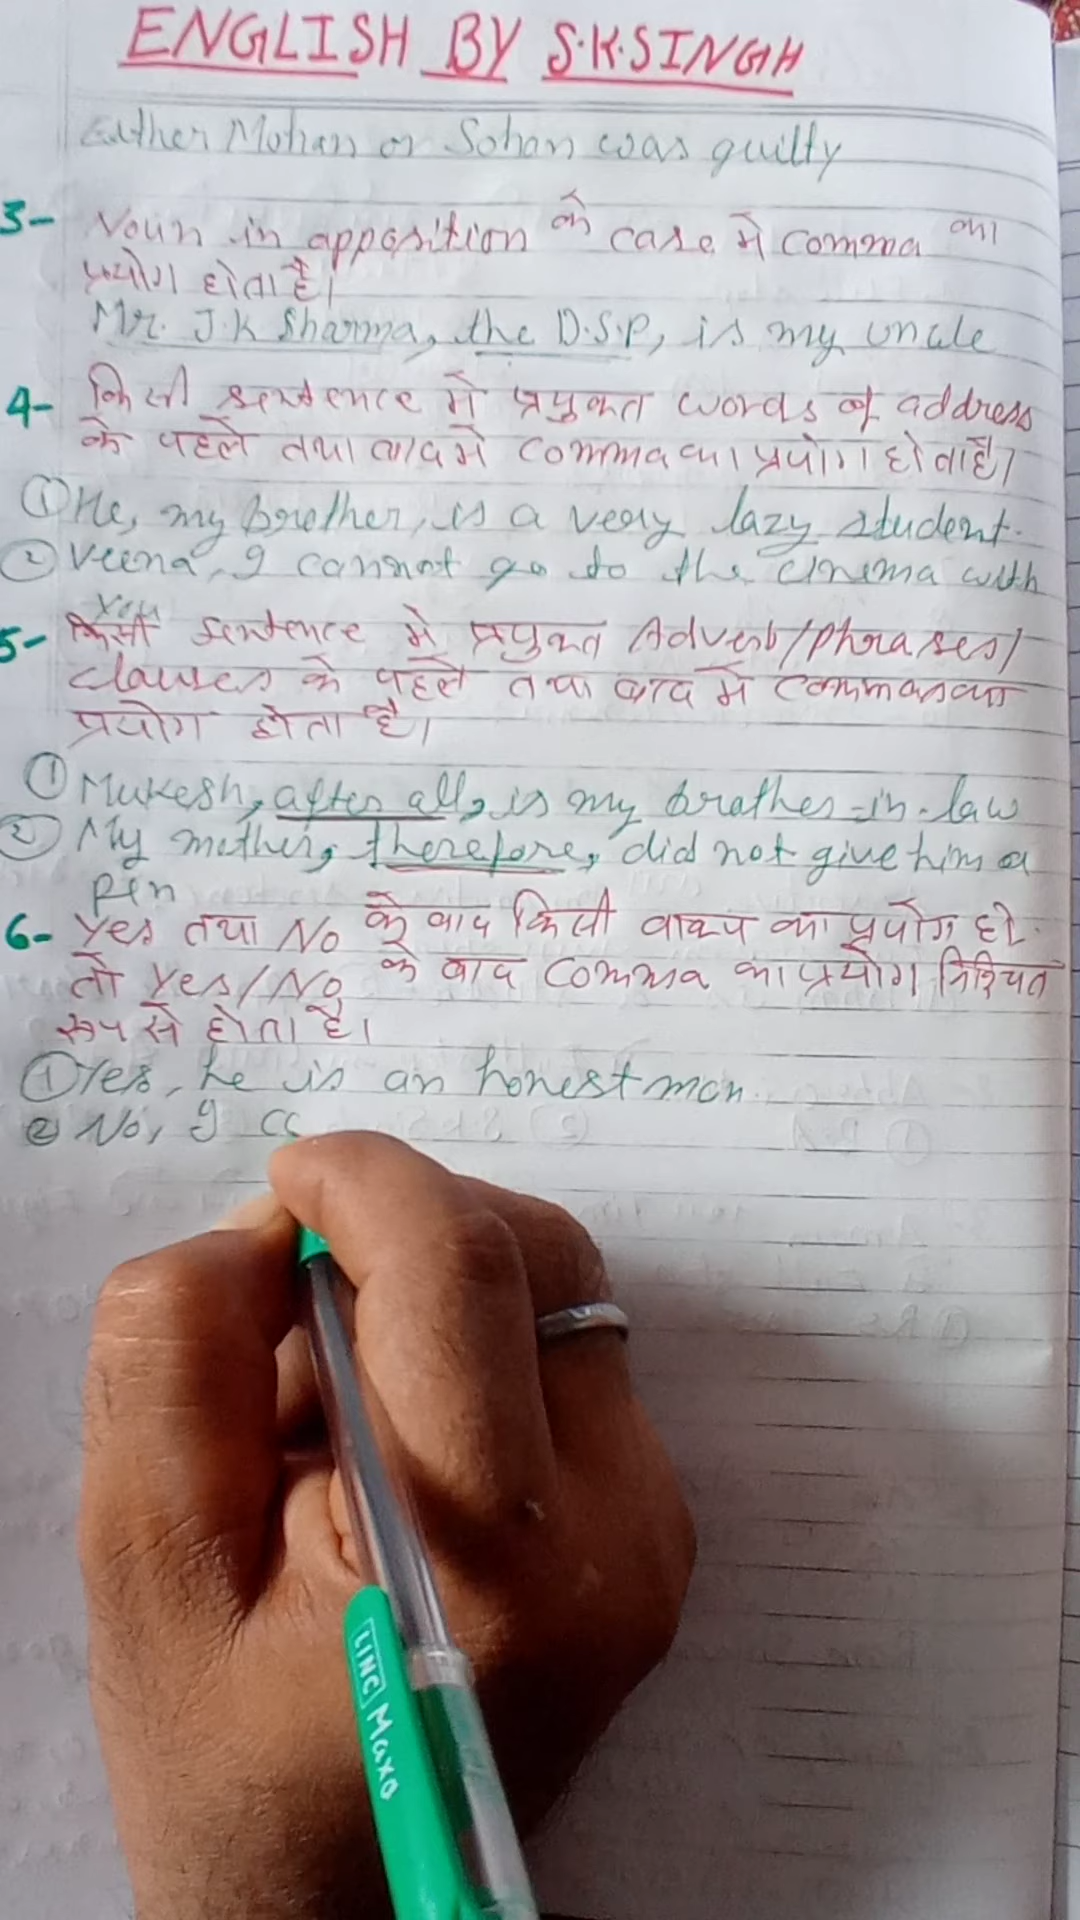 ENGLISH BY S.K.SINGH
Eather Mohan or Sohan was guilty
3- Noun in apposition के case में comma का
प्रयोग होता है।
Mr. J.K Sharma, the D.S.P, is my uncle
4- किसी sentence में प्रयुक्त words of address
के पहले तथा बाद में comma का प्रयोग होता है।
① He, my brother, is a very lazy student.
② Veena, I cannot go to the cinema with
you
5- किसी sentence में प्रयुक्त Adverb/phrases/
clauses के पहले तथा बाद में commas का
प्रयोग होता है।
① Mukesh, after all, is my brother-in-law
② My mother, therefore, did not give him a
pen
6- Yes तथा No के बाद किसी वाक्य का प्रयोग हो
तो Yes/No के बाद comma का प्रयोग निश्चित
रूप से होता है।
① Yes, he is an honest man.
② No, I ca
LINC Maxo